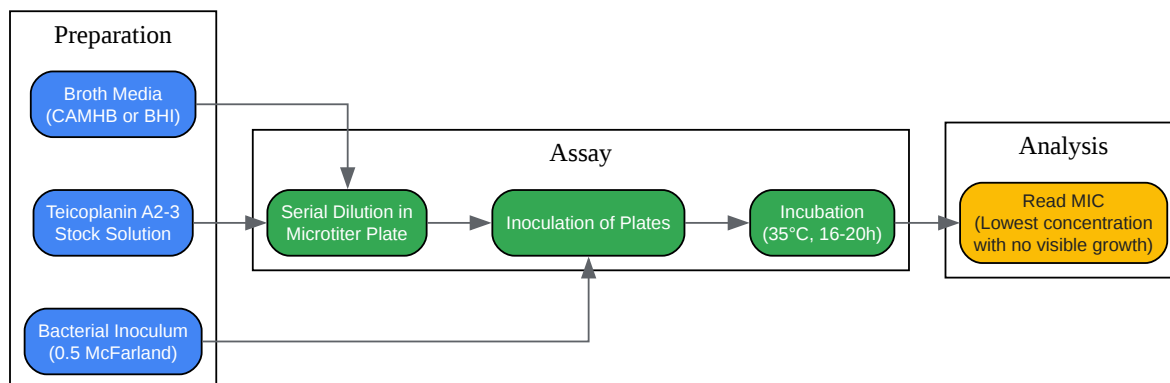 Preparation
Broth Media
(CAMHB or BHI)
Teicoplanin A2-3
Stock Solution
Bacterial Inoculum
(0.5 McFarland)
Assay
Serial Dilution in
Microtiter Plate
Inoculation of Plates
Incubation
(35°C, 16-20h)
Analysis
Read MIC
(Lowest concentration
with no visible growth)